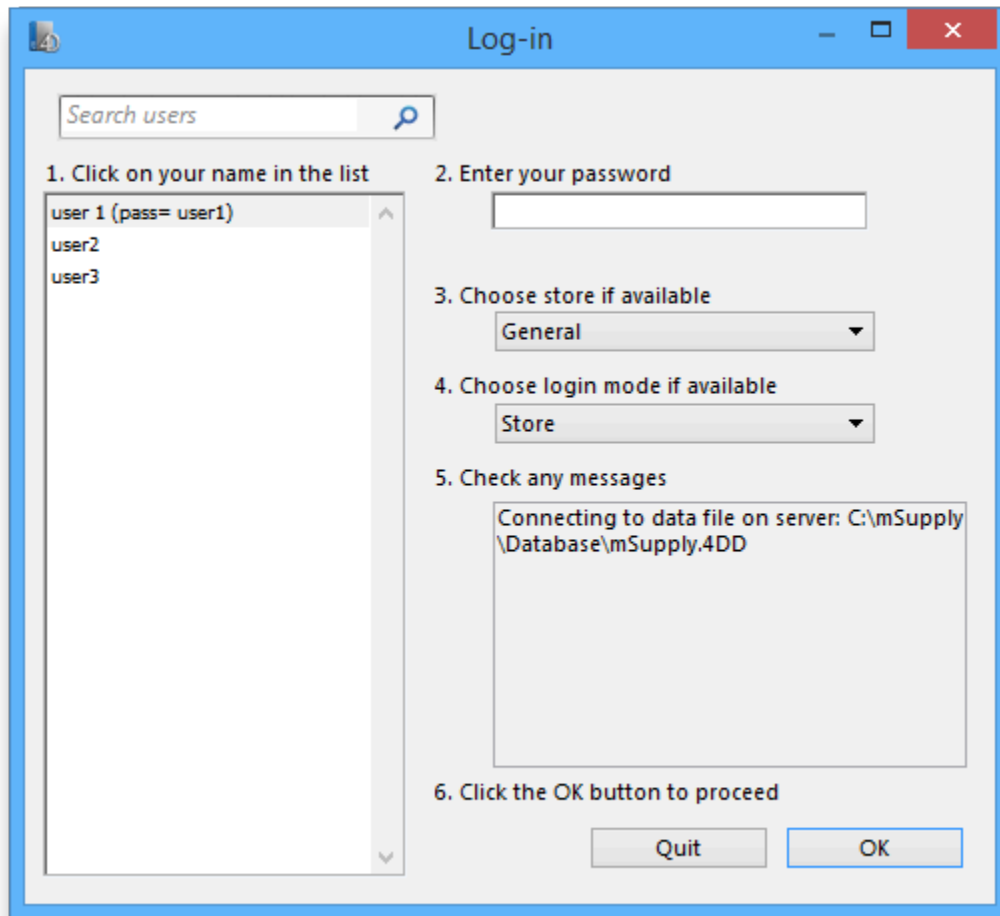 Log-in
Search users
1. Click on your name in the list
user 1 (pass= user1)
user2
user3
2. Enter your password
3. Choose store if available
General
4. Choose login mode if available
Store
5. Check any messages
Connecting to data file on server: C:\mSupply
\Database\mSupply.4DD
6. Click the OK button to proceed
Quit
OK